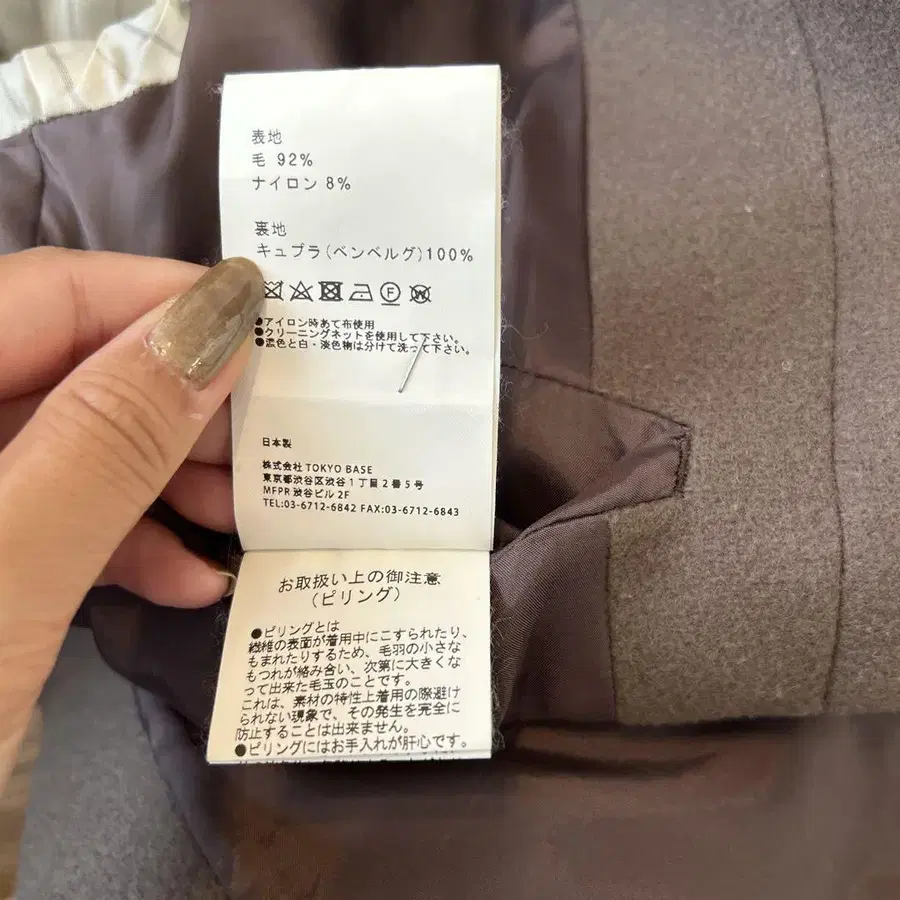 表地
毛 92%
ナイロン 8%
裏地
キュプラ(ベンベルグ)100%
F
W
●アイロン時あて布使用
●クリーニングネットを使用して下さい。
●濃色と白・淡色物は分けて洗って下さい。
日本製
株式会社 TOKYO BASE
東京都渋谷区渋谷1丁目2番5号
MFPR 渋谷ビル 2F
TEL:03-6712-6842 FAX:03-6712-6843
お取扱い上の御注意
(ピリング)
●ピリングとは
繊維の表面が着用中にこすられたり、
もまれたりするため、毛羽の小さな
もつれが絡み合い、次第に大きくな
って出来た毛玉のことです。
これは、素材の特性上着用の際避け
られない現象で、その発生を完全に
防止することは出来ません。
●ピリングにはお手入れが肝心です。